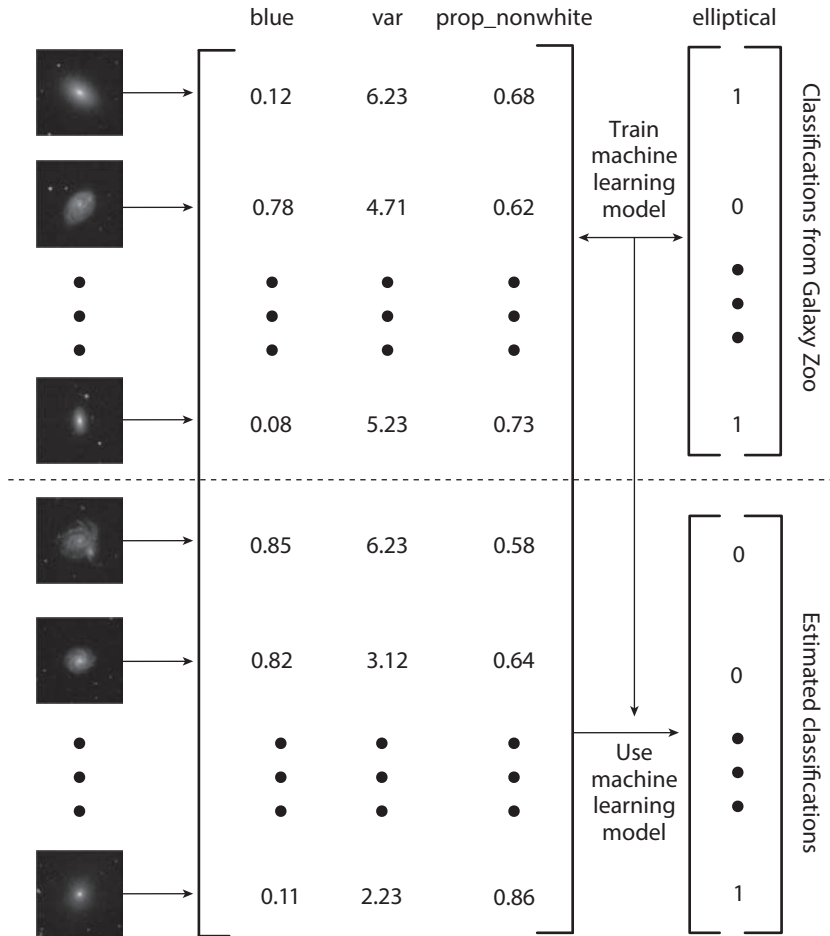 blue var prop_nonwhite elliptical
0.12 6.23 0.68 1
Train
machine
learning
model
0.78 4.71 0.62 0
0.08 5.23 0.73 1
Classifications from Galaxy Zoo
0.85 6.23 0.58 0
0.82 3.12 0.64 0
Use
machine
learning
model
0.11 2.23 0.86 1
Estimated classifications